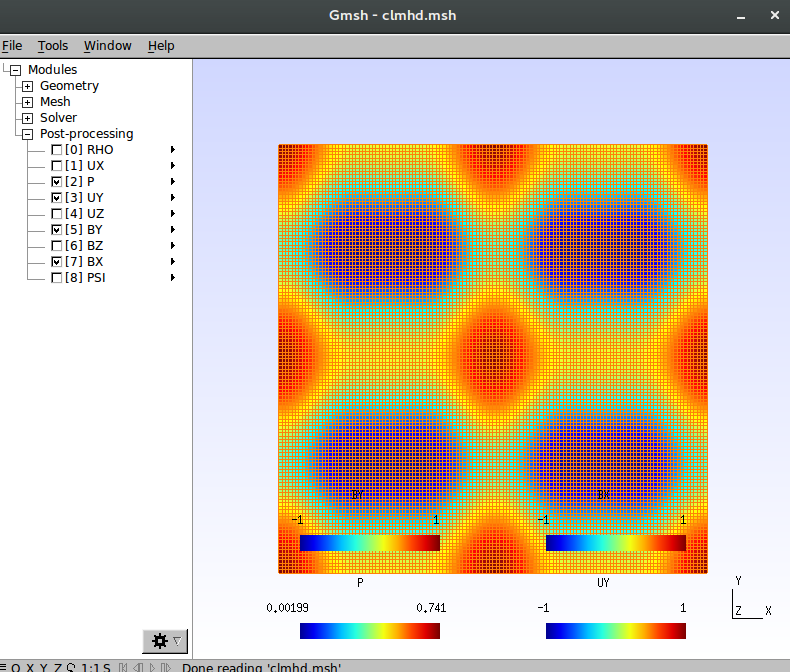 Gmsh - clmhd.msh
File Tools Window Help
Modules
Geometry
Mesh
Solver
Post-processing
[0] RHO
[1] UX
[2] P
[3] UY
[4] UZ
[5] BY
[6] BZ
[7] BX
[8] PSI
BY
BX
-1 1
-1 1
P
UY
0.00199 0.741
-1 1
Y
Z X
O X Y Z 1:1 S Done reading 'clmhd.msh'